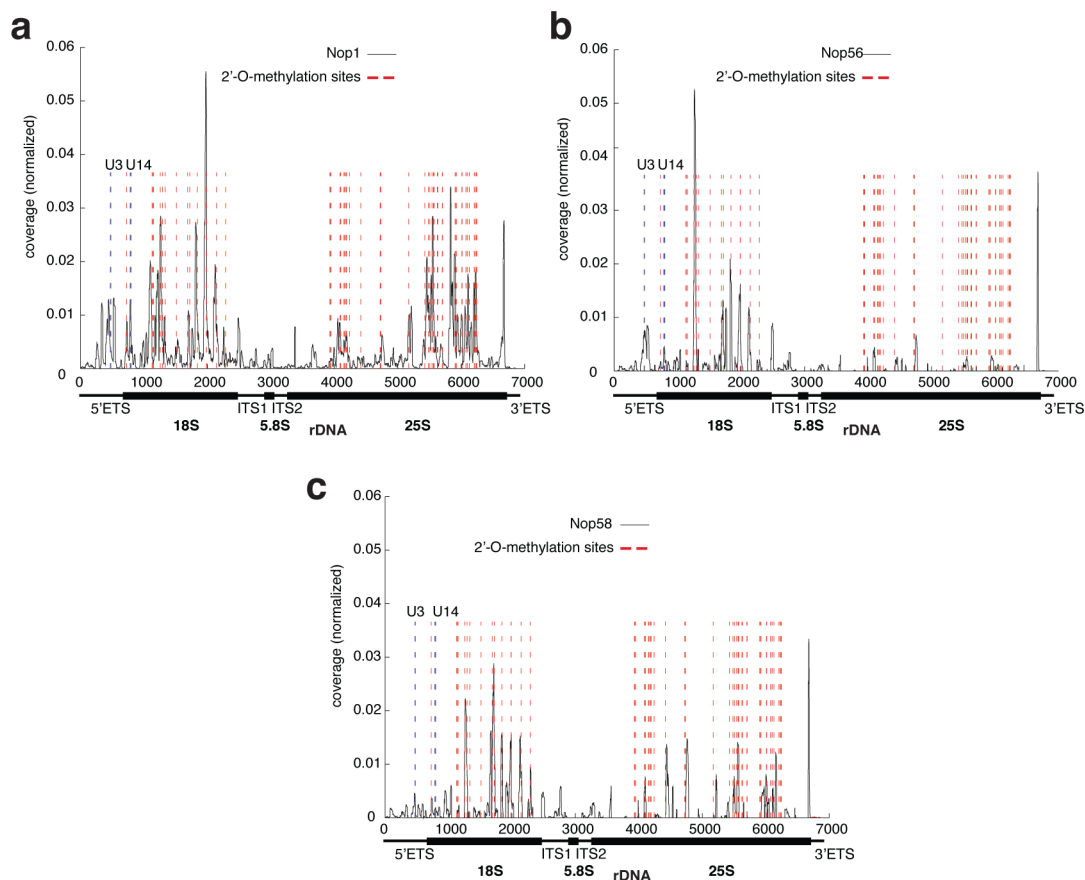 a
0.06
Nop1
2'-O-methylation sites
0.05
0.04
U3 U14
0.03
0.02
0.01
0
coverage (normalized)
0 1000 2000 3000 4000 5000 6000 7000
5'ETS ITS1 ITS2 3'ETS
18S 5.8S 25S
rDNA
b
0.06
Nop56
2'-O-methylation sites
0.05
0.04
U3 U14
0.03
0.02
0.01
0
coverage (normalized)
0 1000 2000 3000 4000 5000 6000 7000
5'ETS ITS1 ITS2 3'ETS
18S 5.8S 25S
rDNA
c
0.06
Nop58
2'-O-methylation sites
0.05
0.04
U3 U14
0.03
0.02
0.01
0
coverage (normalized)
0 1000 2000 3000 4000 5000 6000 7000
5'ETS ITS1 ITS2 3'ETS
18S 5.8S 25S
rDNA